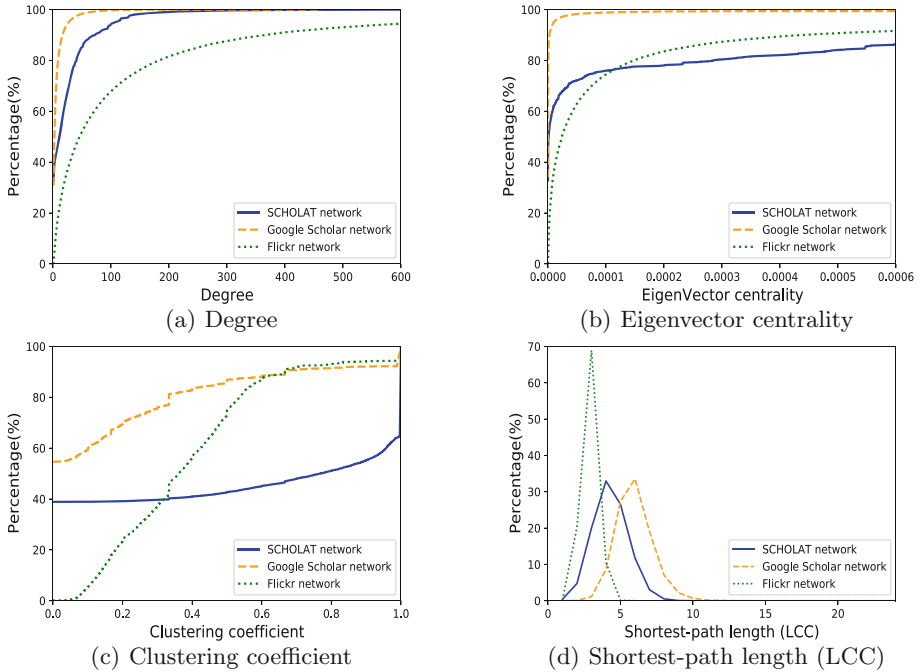 Percentage(%)
100
80
60
40
20
0
SCHOLAT network
Google Scholar network
Flickr network
0 100 200 300 400 500 600
Degree
(a) Degree
Percentage(%)
100
80
60
40
20
0
SCHOLAT network
Google Scholar network
Flickr network
0.0000 0.0001 0.0002 0.0003 0.0004 0.0005 0.0006
EigenVector centrality
(b) Eigenvector centrality
Percentage(%)
100
80
60
40
20
0
SCHOLAT network
Google Scholar network
Flickr network
0.0 0.2 0.4 0.6 0.8 1.0
Clustering coefficient
(c) Clustering coefficient
Percentage(%)
70
60
50
40
30
20
10
0
SCHOLAT network
Google Scholar network
Flickr network
0 5 10 15 20
Shortest-path length (LCC)
(d) Shortest-path length (LCC)